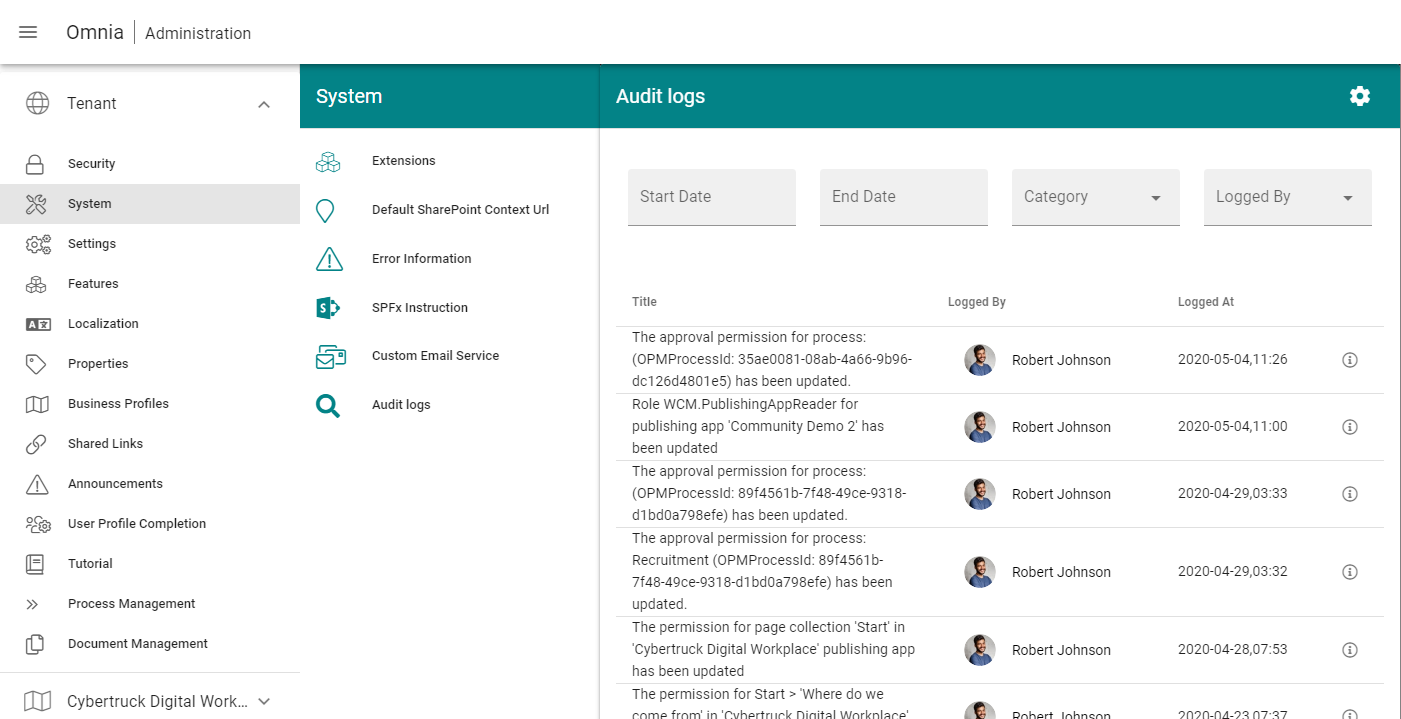 Omnia
Administration
Tenant
Security
System
Settings
Features
Localization
Properties
Business Profiles
Shared Links
Announcements
User Profile Completion
Tutorial
Process Management
Document Management
Cybertruck Digital Work...
System
Extensions
Default SharePoint Context Url
Error Information
SPFx Instruction
Custom Email Service
Audit logs
Audit logs
Start Date
End Date
Category
Logged By
Title
Logged By
Logged At
The approval permission for process:
(OPMProcessId: 35ae0081-08ab-4a66-9b96-
dc126d4801e5) has been updated.
Robert Johnson
2020-05-04,11:26
Role WCM.PublishingAppReader for
publishing app 'Community Demo 2' has
been updated
Robert Johnson
2020-05-04,11:00
The approval permission for process:
(OPMProcessId: 89f4561b-7f48-49ce-9318-
d1bd0a798efe) has been updated.
Robert Johnson
2020-04-29,03:33
The approval permission for process:
Recruitment (OPMProcessId: 89f4561b-
7f48-49ce-9318-d1bd0a798efe) has been
updated.
Robert Johnson
2020-04-29,03:32
The permission for page collection 'Start' in
'Cybertruck Digital Workplace' publishing app
has been updated
Robert Johnson
2020-04-28,07:53
The permission for Start > 'Where do we
come from' in 'Cybertruck Digital Workplace'
Robert Johnson
2020-04-23,07:37